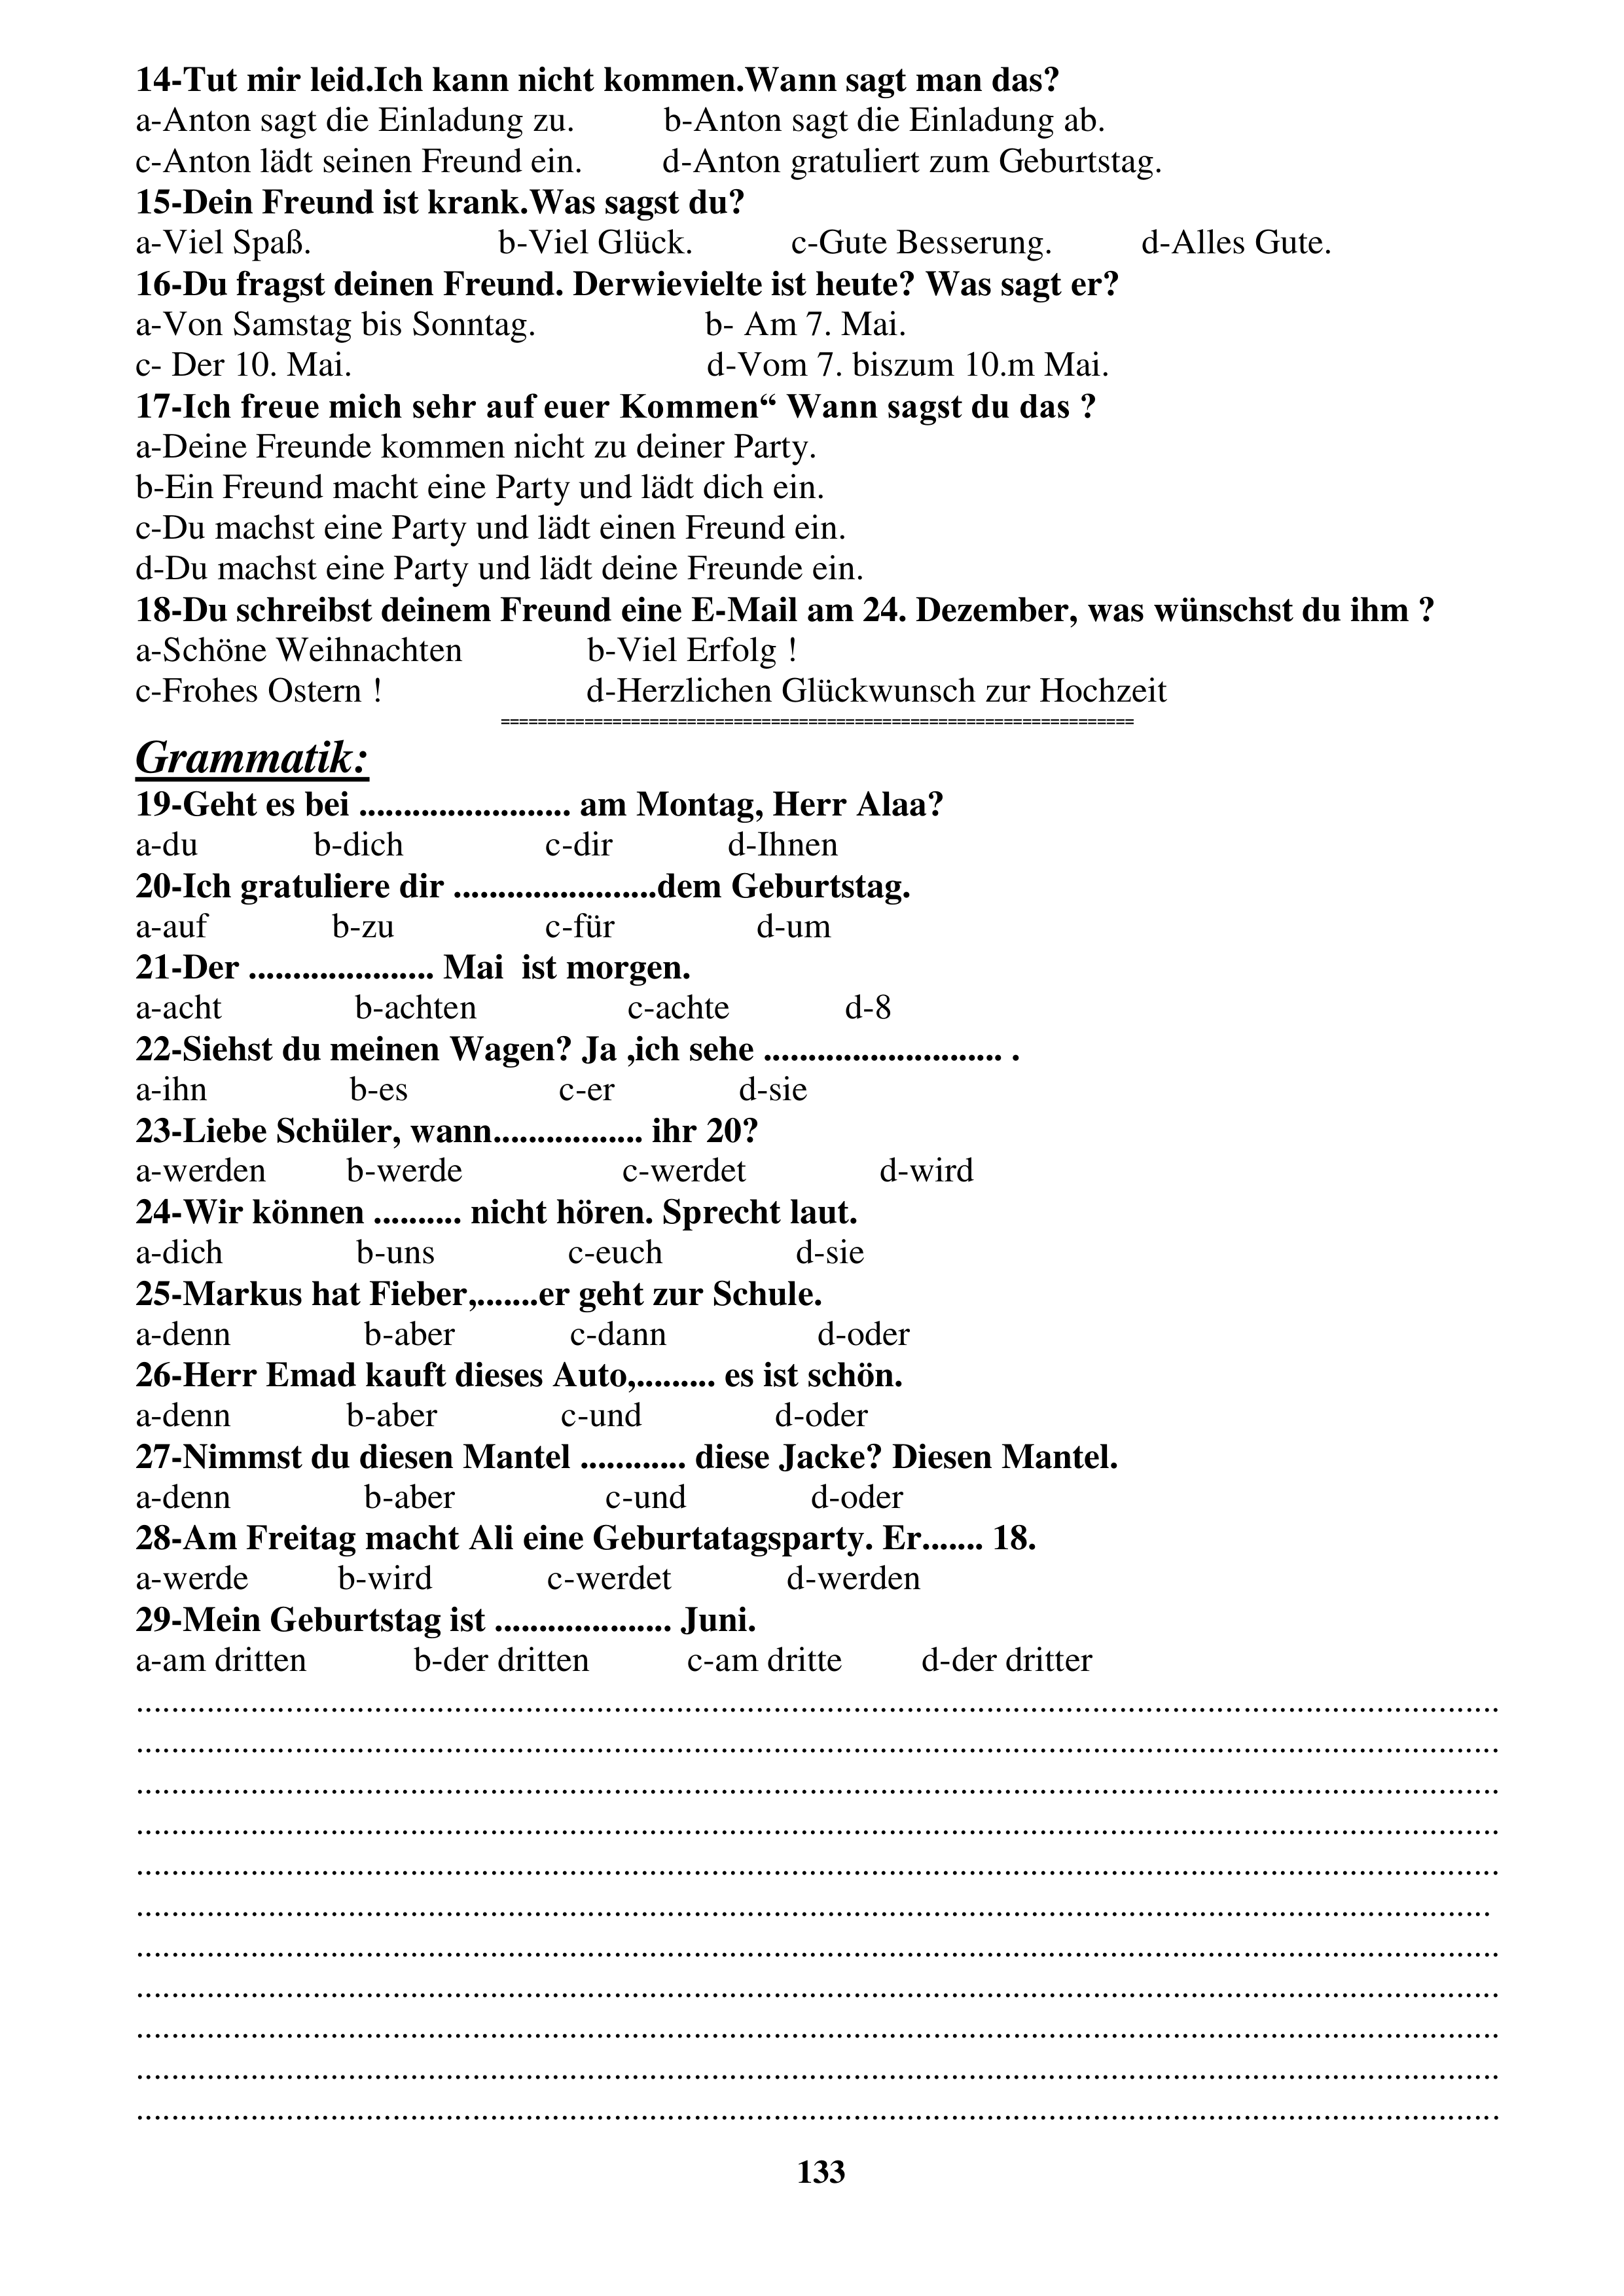 14-Tut mir leid.Ich kann nicht kommen.Wann sagt man das?
a-Anton sagt die Einladung zu. b-Anton sagt die Einladung ab.
c-Anton lädt seinen Freund ein. d-Anton gratuliert zum Geburtstag.
15-Dein Freund ist krank.Was sagst du?
a-Viel Spaß. b-Viel Glück. c-Gute Besserung. d-Alles Gute.
16-Du fragst deinen Freund. Derwievielte ist heute? Was sagt er?
a-Von Samstag bis Sonntag. b- Am 7. Mai.
c- Der 10. Mai. d-Vom 7. biszum 10.m Mai.
17-Ich freue mich sehr auf euer Kommen“ Wann sagst du das ?
a-Deine Freunde kommen nicht zu deiner Party.
b-Ein Freund macht eine Party und lädt dich ein.
c-Du machst eine Party und lädt einen Freund ein.
d-Du machst eine Party und lädt deine Freunde ein.
18-Du schreibst deinem Freund eine E-Mail am 24. Dezember, was wünschst du ihm ?
a-Schöne Weihnachten b-Viel Erfolg !
c-Frohes Ostern ! d-Herzlichen Glückwunsch zur Hochzeit
====================================================================
Grammatik:
19-Geht es bei ........................ am Montag, Herr Alaa?
a-du b-dich c-dir d-Ihnen
20-Ich gratuliere dir .......................dem Geburtstag.
a-auf b-zu c-für d-um
21-Der ..................... Mai ist morgen.
a-acht b-achten c-achte d-8
22-Siehst du meinen Wagen? Ja ,ich sehe ........................... .
a-ihn b-es c-er d-sie
23-Liebe Schüler, wann................. ihr 20?
a-werden b-werde c-werdet d-wird
24-Wir können .......... nicht hören. Sprecht laut.
a-dich b-uns c-euch d-sie
25-Markus hat Fieber,.......er geht zur Schule.
a-denn b-aber c-dann d-oder
26-Herr Emad kauft dieses Auto,......... es ist schön.
a-denn b-aber c-und d-oder
27-Nimmst du diesen Mantel ............ diese Jacke? Diesen Mantel.
a-denn b-aber c-und d-oder
28-Am Freitag macht Ali eine Geburtatagsparty. Er....... 18.
a-werde b-wird c-werdet d-werden
29-Mein Geburtstag ist .................... Juni.
a-am dritten b-der dritten c-am dritte d-der dritter
133